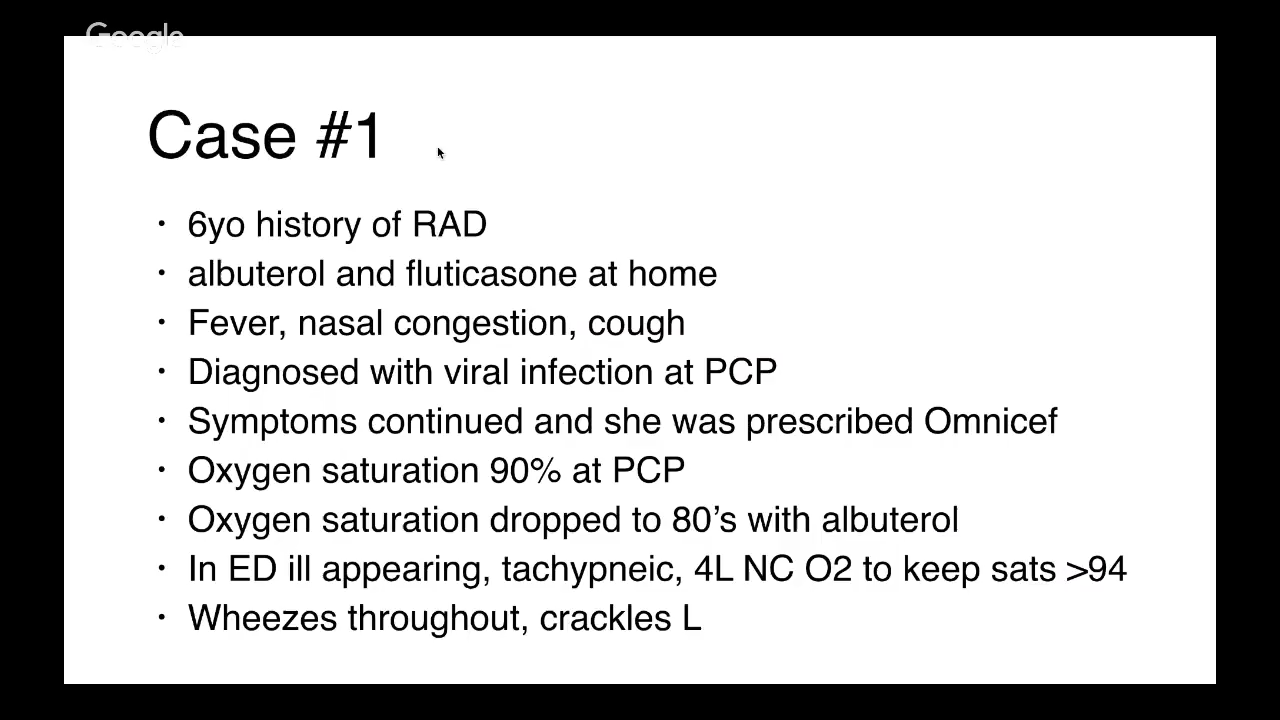 Google
Case #1
• 6yo history of RAD
• albuterol and fluticasone at home
• Fever, nasal congestion, cough
• Diagnosed with viral infection at PCP
• Symptoms continued and she was prescribed Omnicef
• Oxygen saturation 90% at PCP
• Oxygen saturation dropped to 80's with albuterol
• In ED ill appearing, tachypneic, 4L NC O2 to keep sats >94
• Wheezes throughout, crackles L